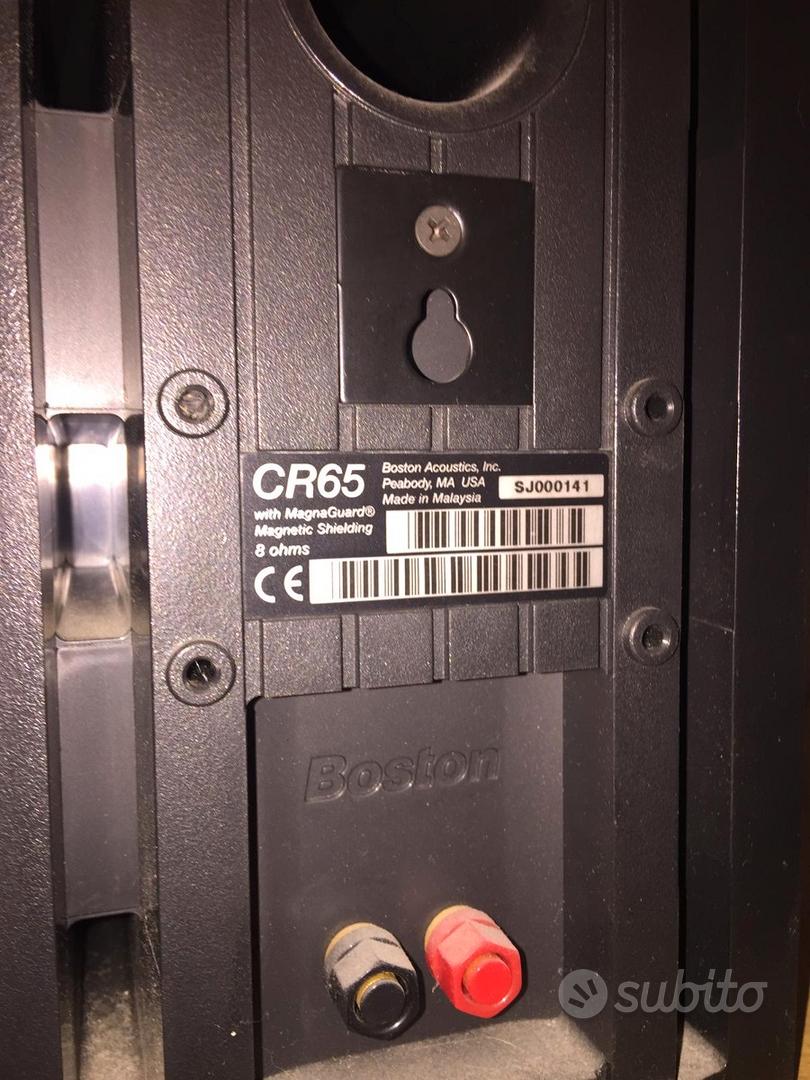 CR65
with MagnaGuard®
Magnetic Shielding
8 ohms
CE
Boston Acoustics, Inc.
Peabody, MA USA
Made in Malaysia
SJ000141
Boston
subito